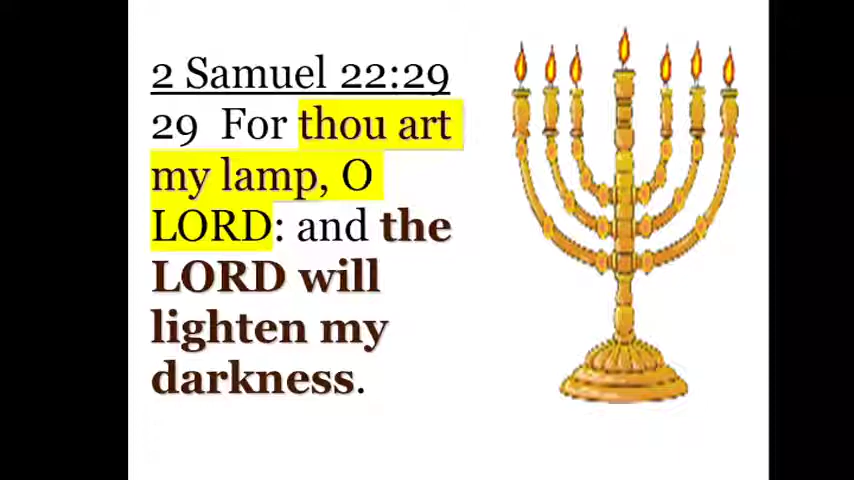 2 Samuel 22:29
29 For thou art
my lamp, O
LORD: and the
LORD will
lighten my
darkness.